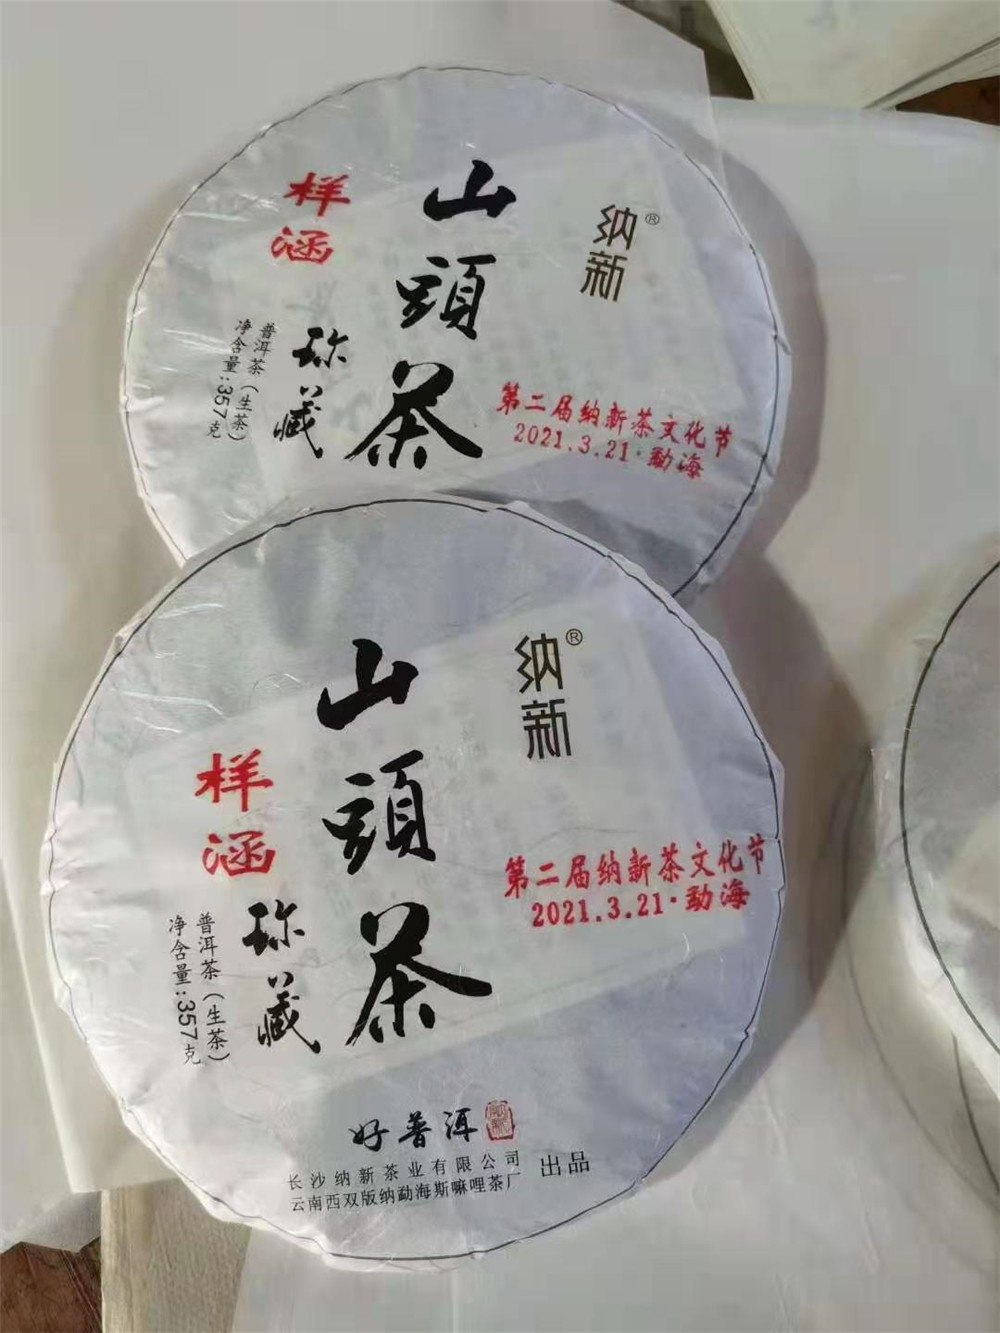 纳新®
山頭茶
样涵
珎藏
普洱茶（生茶）
净含量:357克
第二届纳新茶文化节
2021.3.21·勐海
纳新®
山頭茶
样涵
珎藏
普洱茶（生茶）
净含量:357克
第二届纳新茶文化节
2021.3.21·勐海
好普洱
长沙纳新茶业有限公司
云南西双版纳勐海斯嘛哩茶厂
出品